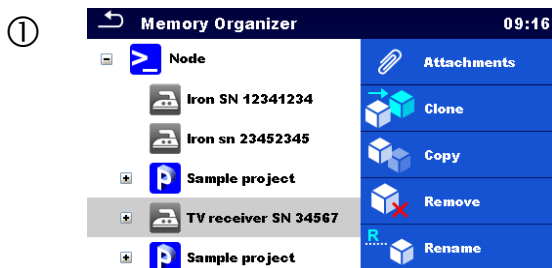 ①
Memory Organizer 09:16
Node
Attachments
Iron SN 12341234
Clone
Iron sn 23452345
Copy
Sample project
Remove
TV receiver SN 34567
R
Rename
Sample project